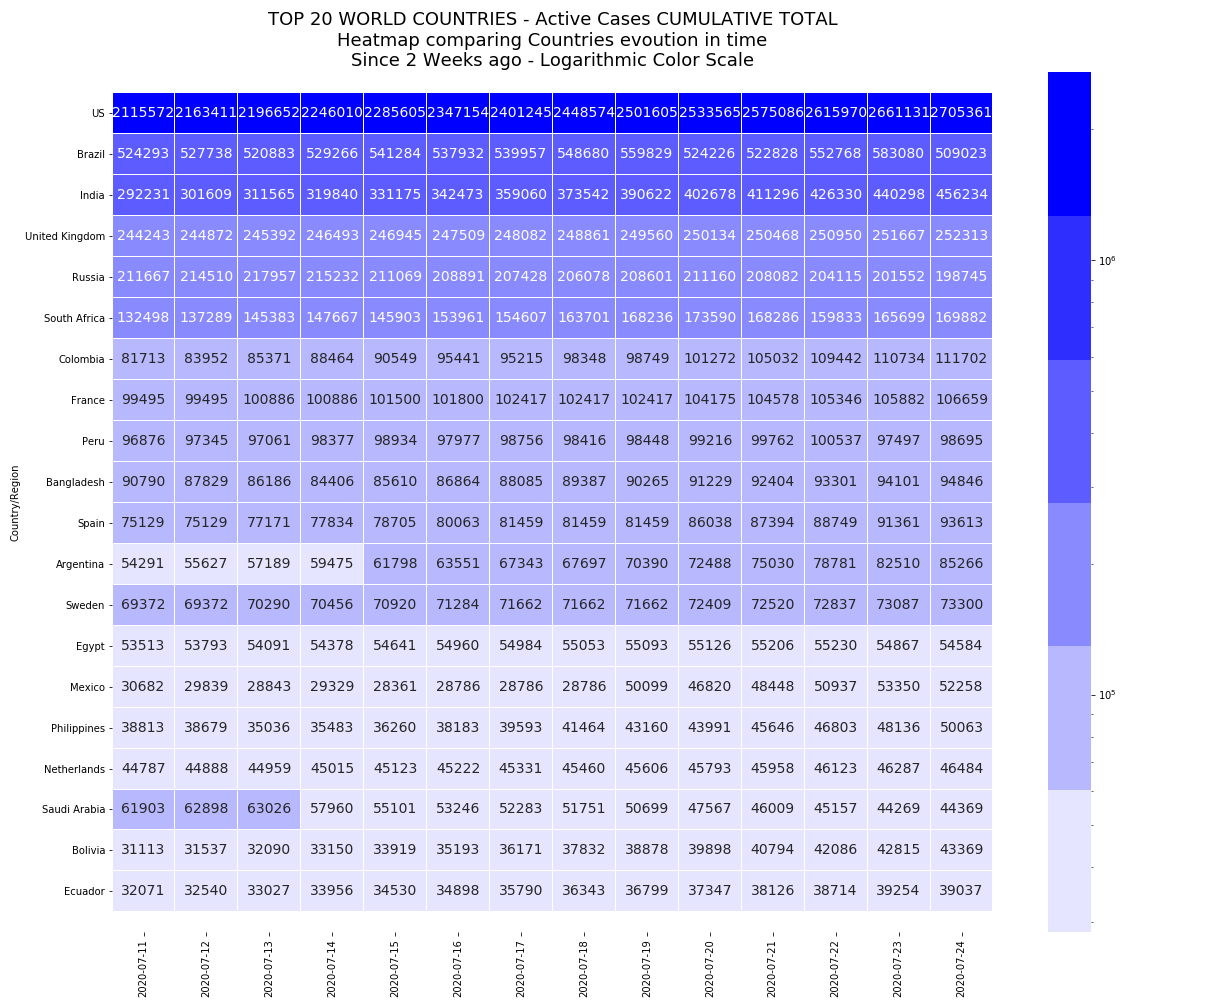 TOP 20 WORLD COUNTRIES - Active Cases CUMULATIVE TOTAL
Heatmap comparing Countries evoution in time
Since 2 Weeks ago - Logarithmic Color Scale
US 2115572 2163411 2196652 2246010 2285605 2347154 2401245 2448574 2501605 2533565 2575086 2615970 2661131 2705361
Brazil 524293 527738 520883 529266 541284 537932 539957 548680 559829 524226 522828 552768 583080 509023
India 292231 301609 311565 319840 331175 342473 359060 373542 390622 402678 411296 426330 440298 456234
United Kingdom 244243 244872 245392 246493 246945 247509 248082 248861 249560 250134 250468 250950 251667 252313
Russia 211667 214510 217957 215232 211069 208891 207428 206078 208601 211160 208082 204115 201552 198745
South Africa 132498 137289 145383 147667 145903 153961 154607 163701 168236 173590 168286 159833 165699 169882
Colombia 81713 83952 85371 88464 90549 95441 95215 98348 98749 101272 105032 109442 110734 111702
France 99495 99495 100886 100886 101500 101800 102417 102417 102417 104175 104578 105346 105882 106659
Peru 96876 97345 97061 98377 98934 97977 98756 98416 98448 99216 99762 100537 97497 98695
Bangladesh 90790 87829 86186 84406 85610 86864 88085 89387 90265 91229 92404 93301 94101 94846
Spain 75129 75129 77171 77834 78705 80063 81459 81459 81459 86038 87394 88749 91361 93613
Argentina 54291 55627 57189 59475 61798 63551 67343 67697 70390 72488 75030 78781 82510 85266
Sweden 69372 69372 70290 70456 70920 71284 71662 71662 71662 72409 72520 72837 73087 73300
Egypt 53513 53793 54091 54378 54641 54960 54984 55053 55093 55126 55206 55230 54867 54584
Mexico 30682 29839 28843 29329 28361 28786 28786 28786 50099 46820 48448 50937 53350 52258
Philippines 38813 38679 35036 35483 36260 38183 39593 41464 43160 43991 45646 46803 48136 50063
Netherlands 44787 44888 44959 45015 45123 45222 45331 45460 45606 45793 45958 46123 46287 46484
Saudi Arabia 61903 62898 63026 57960 55101 53246 52283 51751 50699 47567 46009 45157 44269 44369
Bolivia 31113 31537 32090 33150 33919 35193 36171 37832 38878 39898 40794 42086 42815 43369
Ecuador 32071 32540 33027 33956 34530 34898 35790 36343 36799 37347 38126 38714 39254 39037
2020-07-11 2020-07-12 2020-07-13 2020-07-14 2020-07-15 2020-07-16 2020-07-17 2020-07-18 2020-07-19 2020-07-20 2020-07-21 2020-07-22 2020-07-23 2020-07-24
Country/Region
10⁶
10⁵